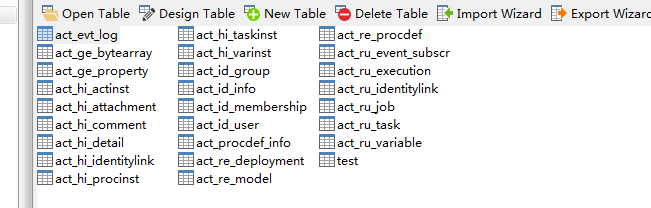 Open Table Design Table New Table Delete Table Import Wizard Export Wizard
act_evt_log act_hi_taskinst act_re_procdef
act_ge_bytearray act_hi_varinst act_ru_event_subscr
act_ge_property act_id_group act_ru_execution
act_hi_actinst act_id_info act_ru_identitylink
act_hi_attachment act_id_membership act_ru_job
act_hi_comment act_id_user act_ru_task
act_hi_detail act_procdef_info act_ru_variable
act_hi_identitylink act_re_deployment test
act_hi_procinst act_re_model